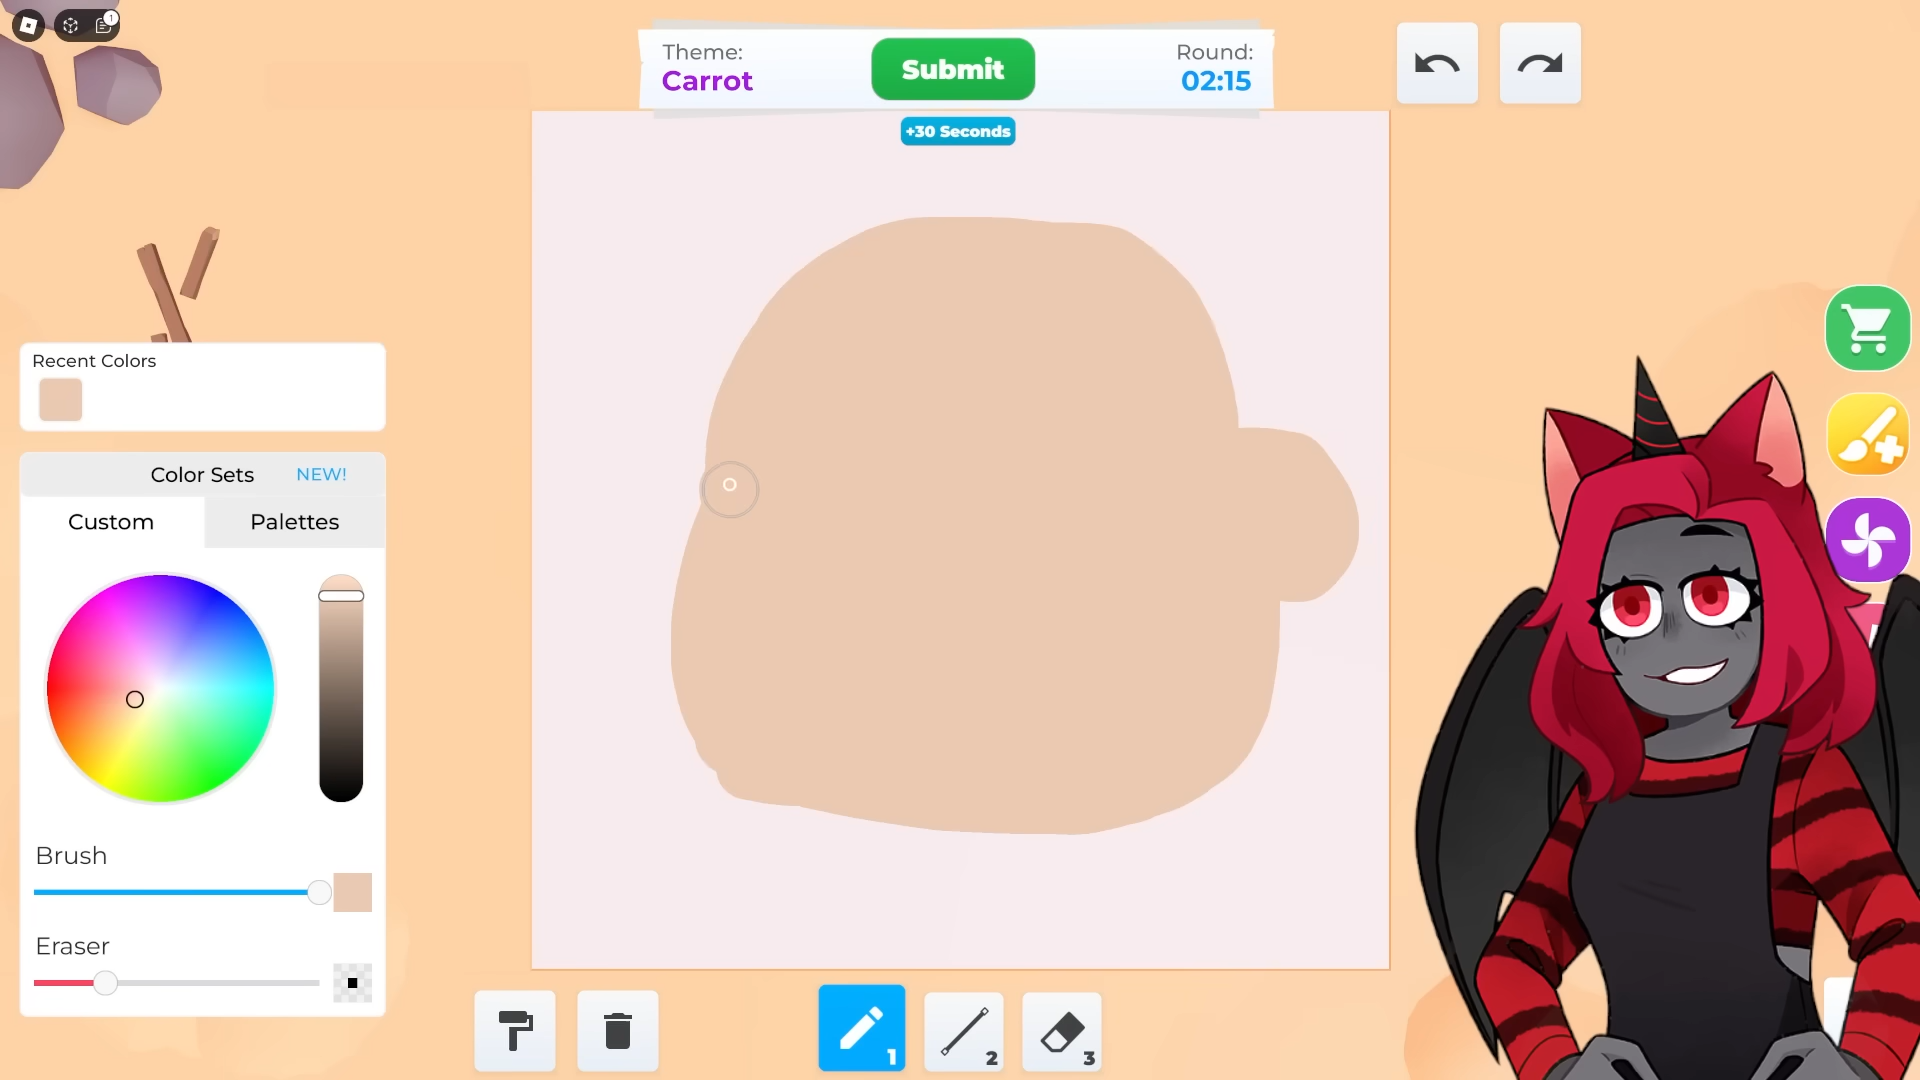 1
Theme:
Carrot
Submit
Round:
02:15
+30 Seconds
Recent Colors
Color Sets
NEW!
Custom
Palettes
Brush
Eraser
1
2
3